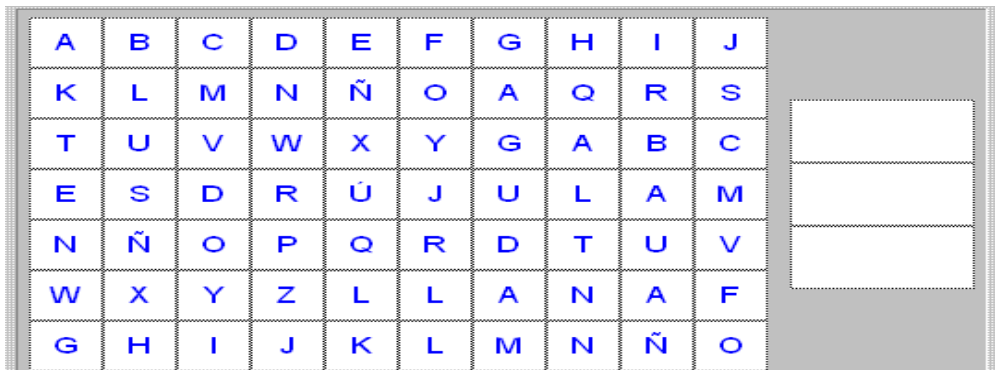 A B C D E F G H I J
K L M N Ñ O A Q R S
T U V W X Y G A B C
E S D R Ú J U L A M
N Ñ O P Q R D T U V
W X Y Z L L A N A F
G H I J K L M N Ñ O